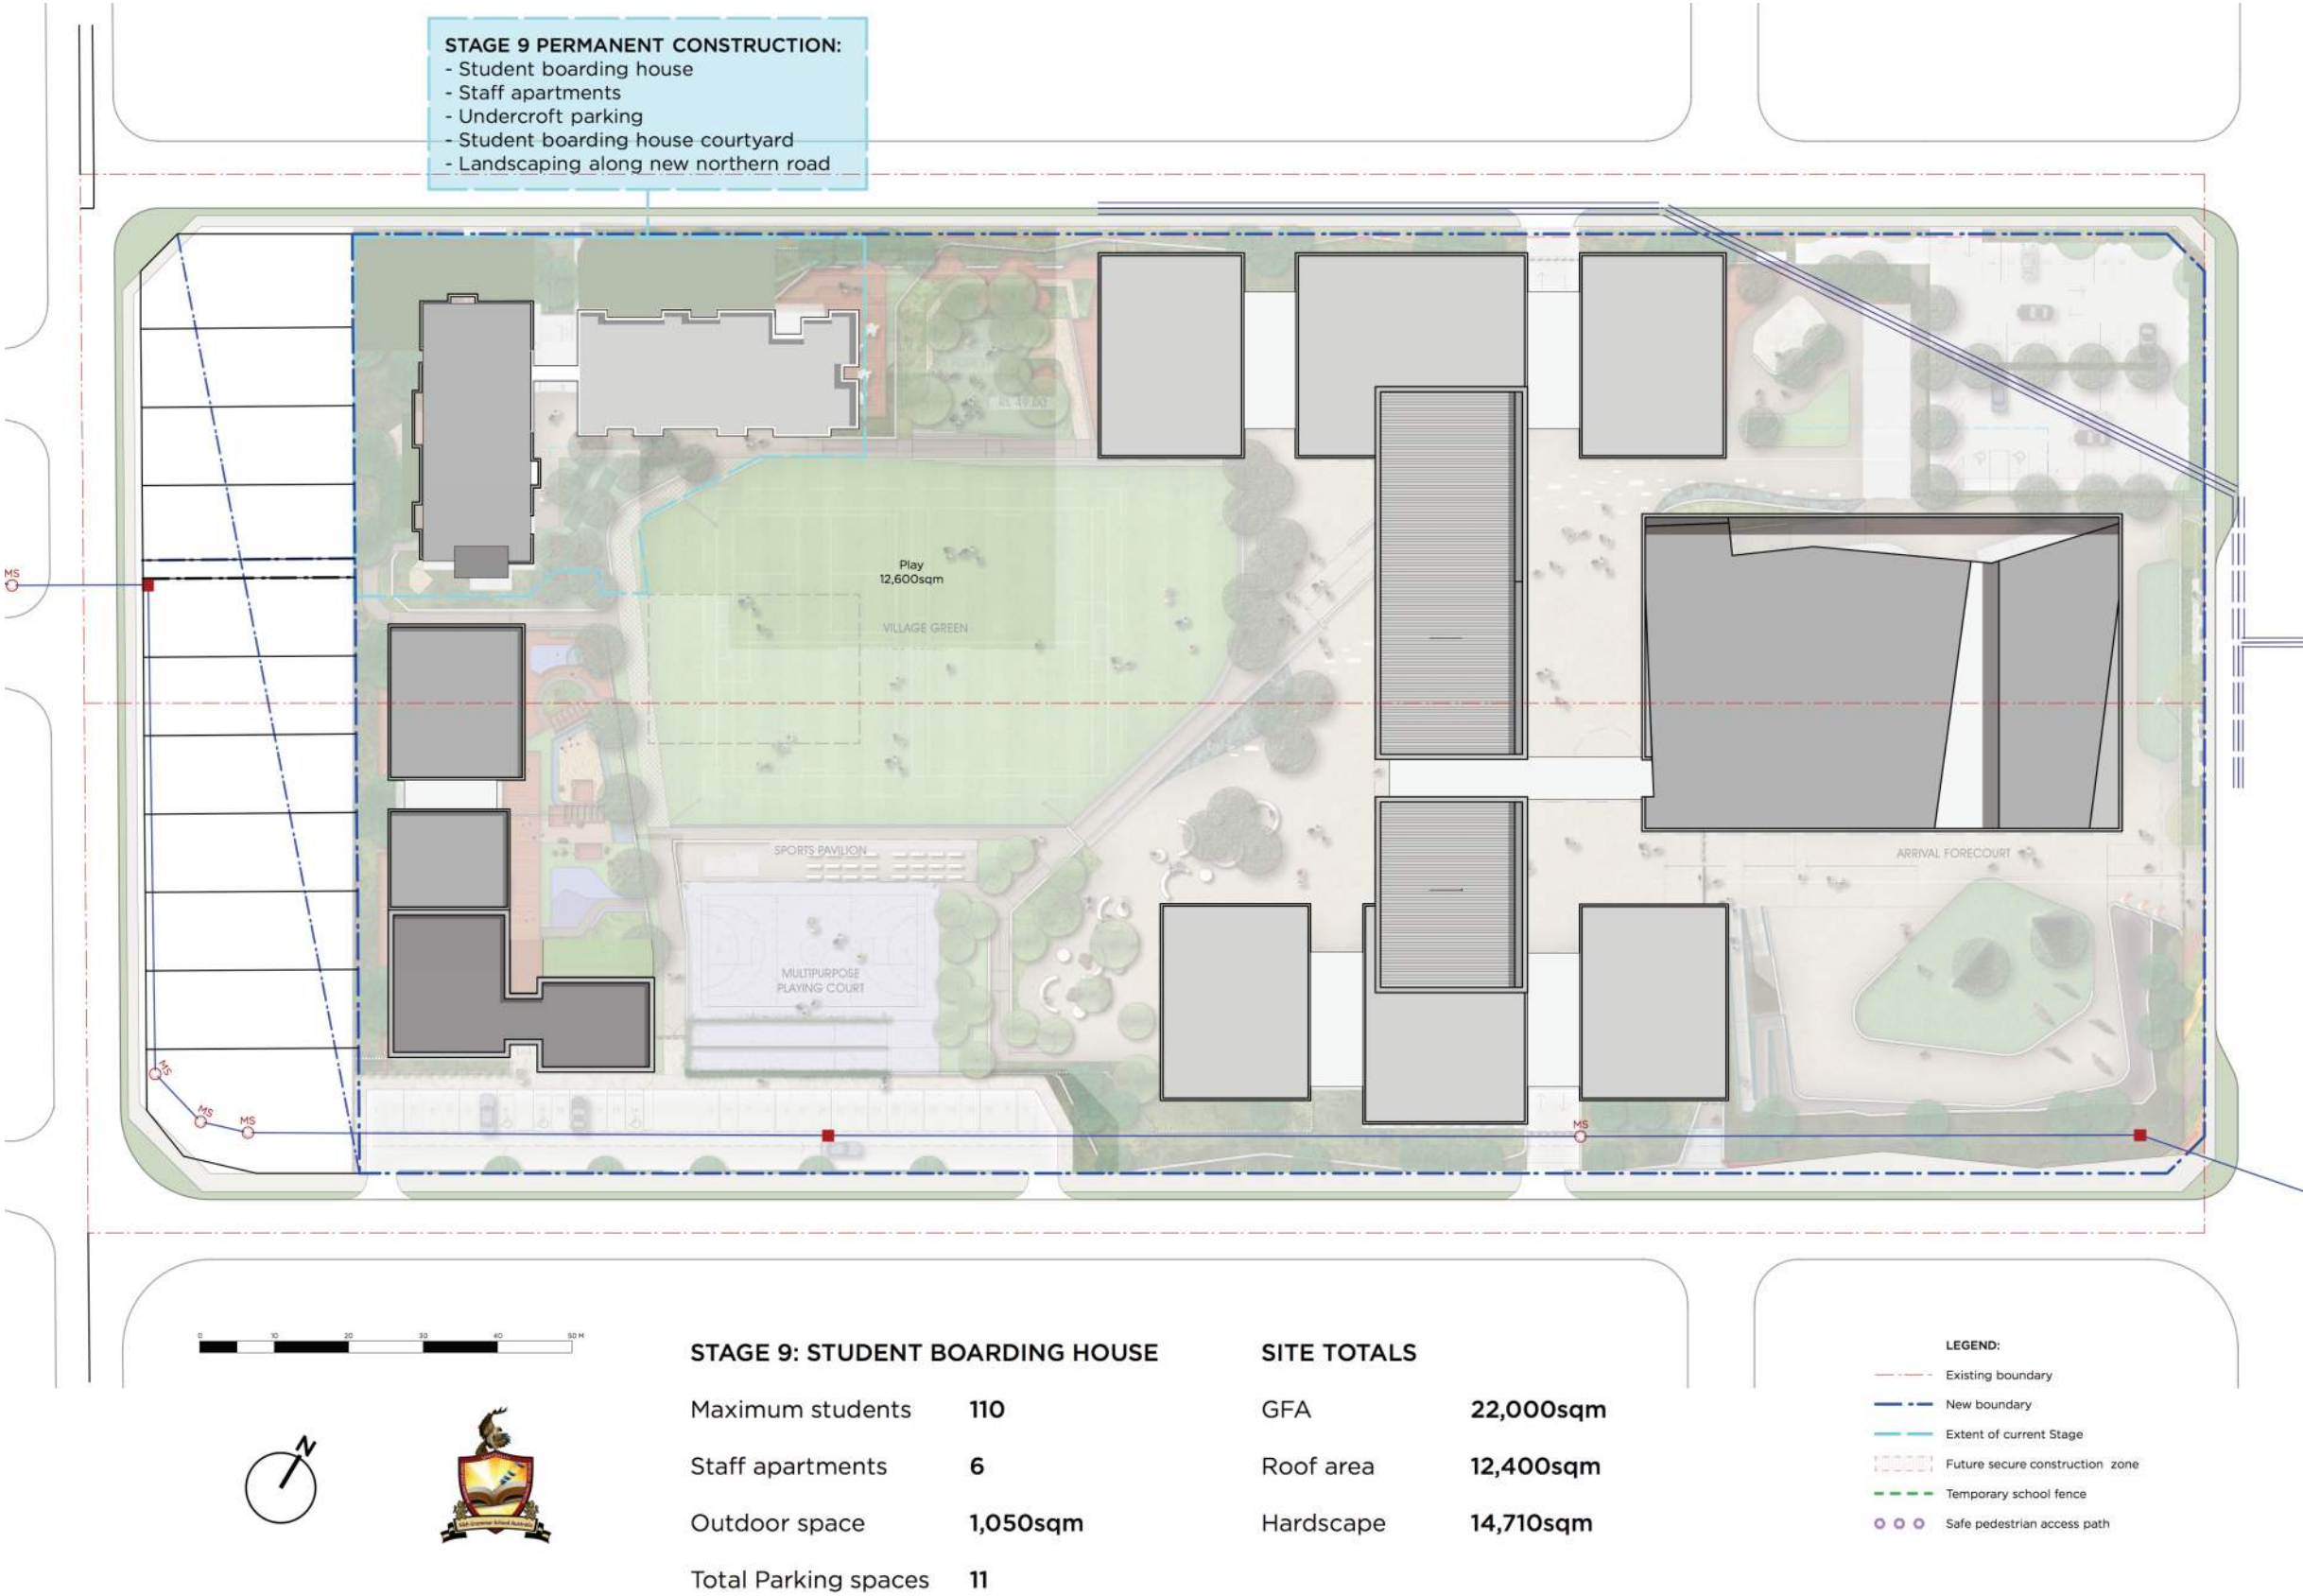 STAGE 9 PERMANENT CONSTRUCTION:
- Student boarding house
- Staff apartments
- Undercroft parking
- Student boarding house courtyard
- Landscaping along new northern road
RL 49.00
Play
12,600sqm
VILLAGE GREEN
MS
SPORTS PAVILION
ARRIVAL FORECOURT
MULTIPURPOSE
PLAYING COURT
MS
MS
MS
MS
0 10 20 30 40 50 M
N
STAGE 9: STUDENT BOARDING HOUSE
Maximum students 110
Staff apartments 6
Outdoor space 1,050sqm
Total Parking spaces 11
SITE TOTALS
GFA 22,000sqm
Roof area 12,400sqm
Hardscape 14,710sqm
LEGEND:
Existing boundary
New boundary
Extent of current Stage
Future secure construction zone
Temporary school fence
Safe pedestrian access path